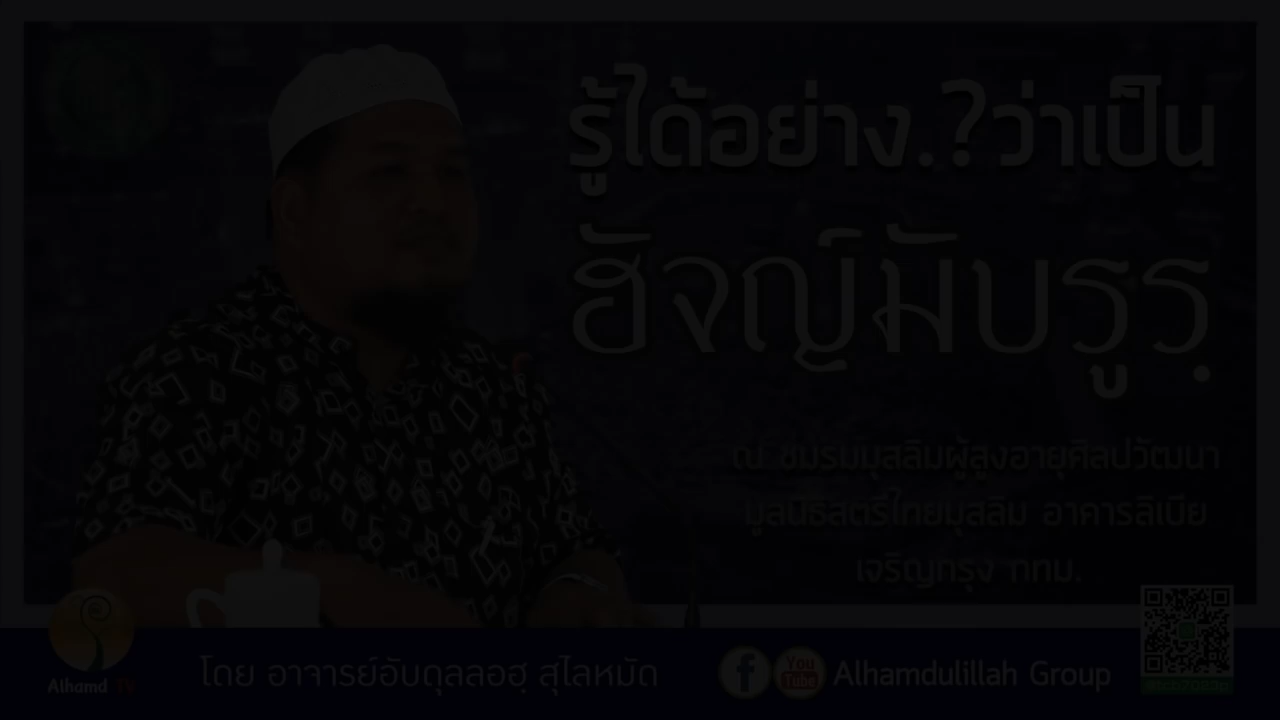 รู้ได้อย่าง.?ว่าเป็น
ฮัจญ์มับรูรฺ
ณ ชมรมมุสลิมผู้สูงอายุศิลปวัฒนา
มูลนิธิสตรีไทยมุสลิม อาคารลิเบีย
เจริญกรุง กทม.
Alhamd TV
โดย อาจารย์อับดุลลอฮฺ สุไลหมัด
f You Tube Alhamdulillah Group